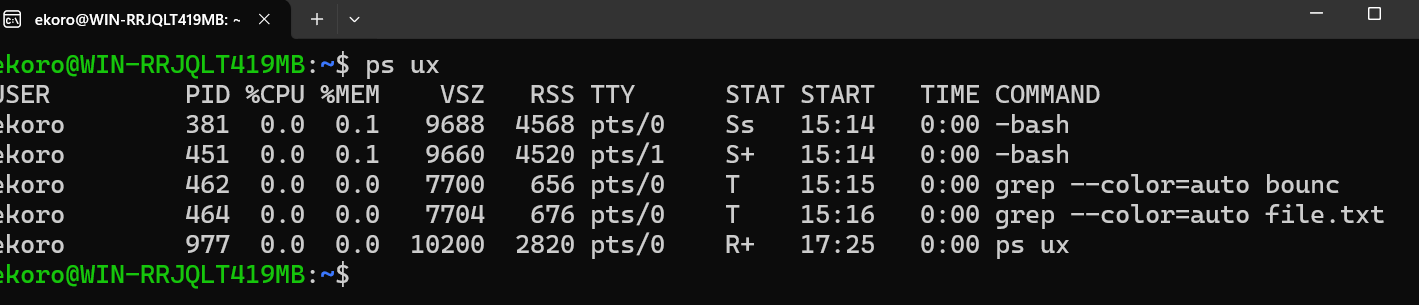 ekoro@WIN-RRJQLT419MB: ~
ekoro@WIN-RRJQLT419MB:~$ ps ux
USER         PID %CPU %MEM    VSZ   RSS TTY      STAT START   TIME COMMAND
ekoro        381  0.0  0.1   9688  4568 pts/0    Ss   15:14   0:00 -bash
ekoro        451  0.0  0.1   9660  4520 pts/1    S+   15:14   0:00 -bash
ekoro        462  0.0  0.0   7700   656 pts/0    T    15:15   0:00 grep --color=auto bounc
ekoro        464  0.0  0.0   7704   676 pts/0    T    15:16   0:00 grep --color=auto file.txt
ekoro        977  0.0  0.0  10200  2820 pts/0    R+   17:25   0:00 ps ux
ekoro@WIN-RRJQLT419MB:~$